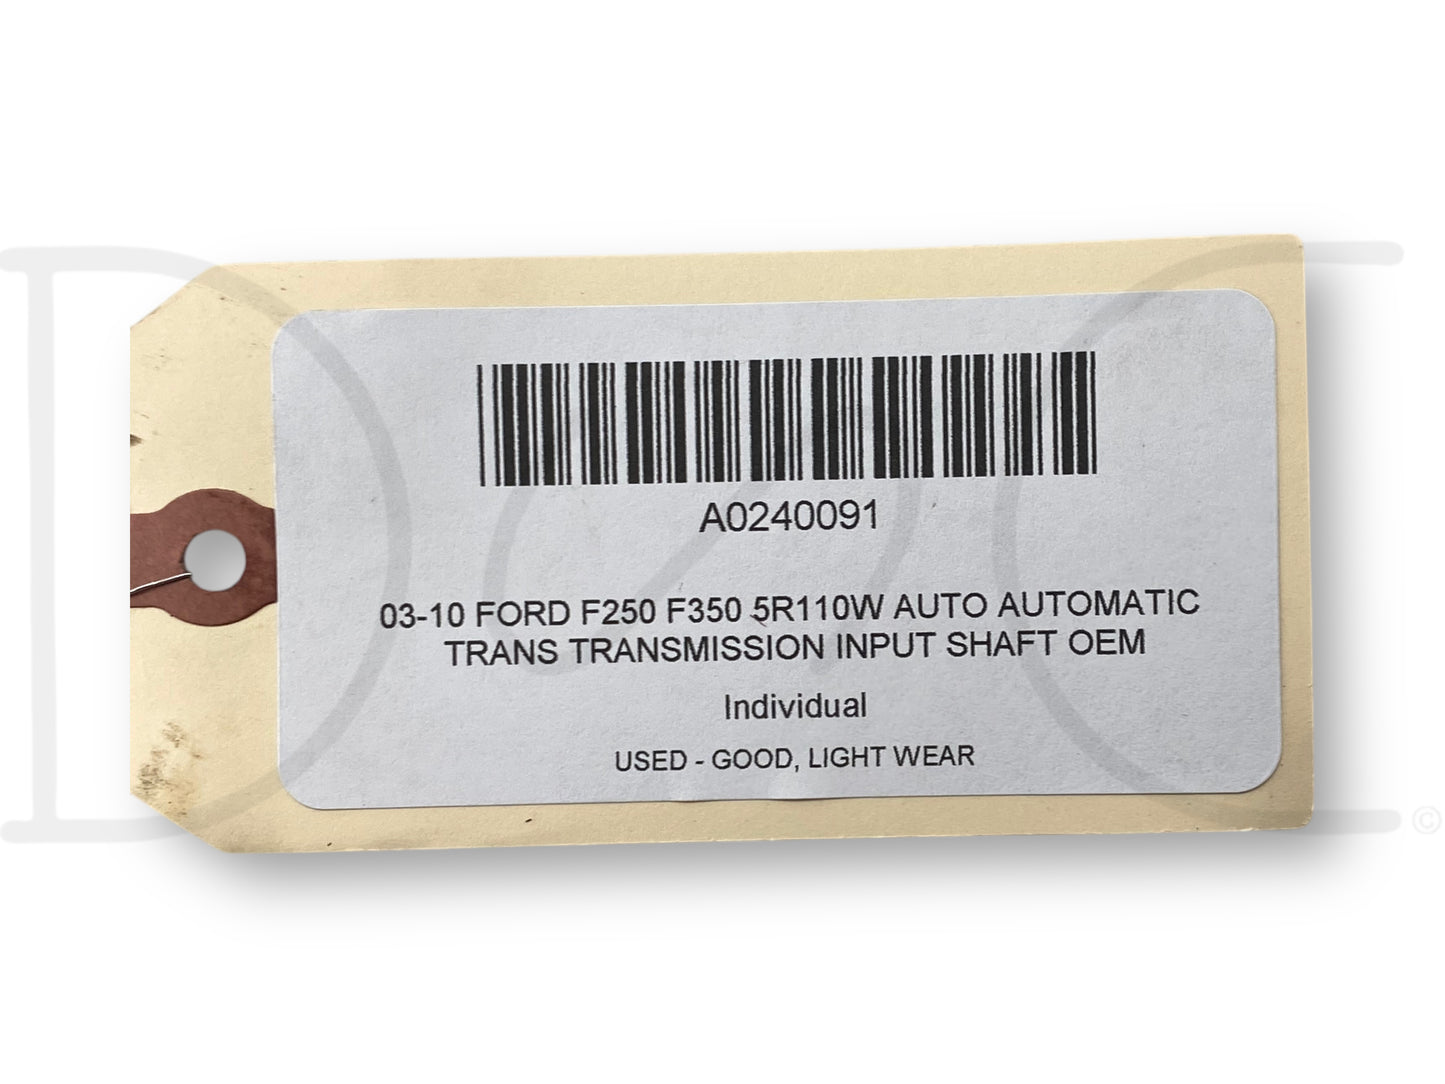 A0240091
03-10 FORD F250 F350 5R110W AUTO AUTOMATIC
TRANS TRANSMISSION INPUT SHAFT OEM
Individual
USED - GOOD, LIGHT WEAR
D2C ©